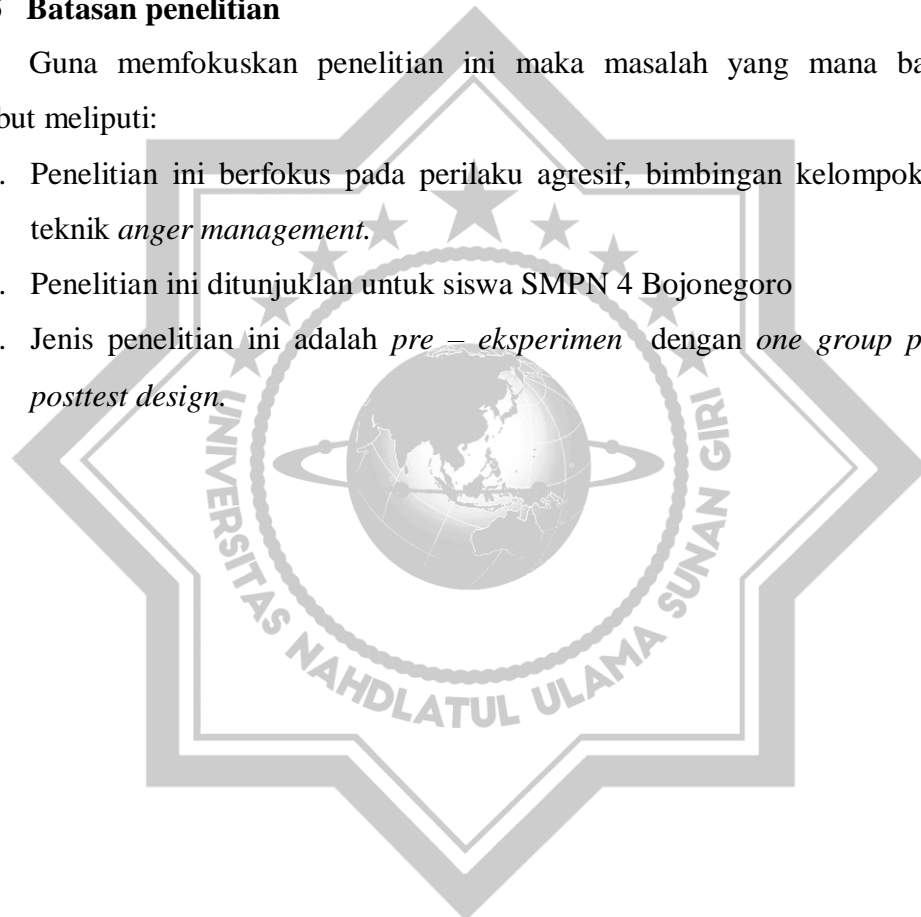 Batasan penelitian
Guna memfokuskan penelitian ini maka masalah yang mana
but meliputi:
. Penelitian ini berfokus pada perilaku agresif, bimbingan kelompok
teknik anger management.
. Penelitian ini ditunjuklan untuk siswa SMPN 4 Bojonegoro
. Jenis penelitian ini adalah pre – eksperimen dengan one group
posttest design.
UNIVERSITAS NAHDLATUL ULAMA SUNAN GIRI